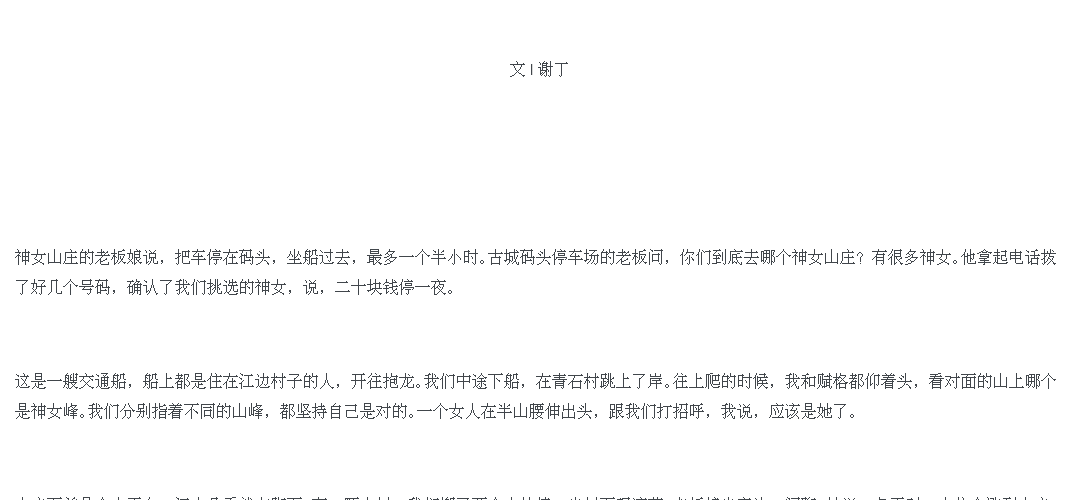 文 | 谢丁
神女山庄的老板娘说，把车停在码头，坐船过去，最多一个半小时。古城码头停车场的老板问，你们到底去哪个神女山庄？有很多神女。他拿起电话拨
了好几个号码，确认了我们挑选的神女，说，二十块钱停一夜。
这是一艘交通船，船上都是住在江边村子的人，开往抱龙。我们中途下船，在青石村跳上了岸。往上爬的时候，我和赋格都仰着头，看对面的山上哪个
是神女峰。我们分别指着不同的山峰，都坚持自己是对的。一个女人在半山腰伸出头，跟我们打招呼，我说，应该是她了。